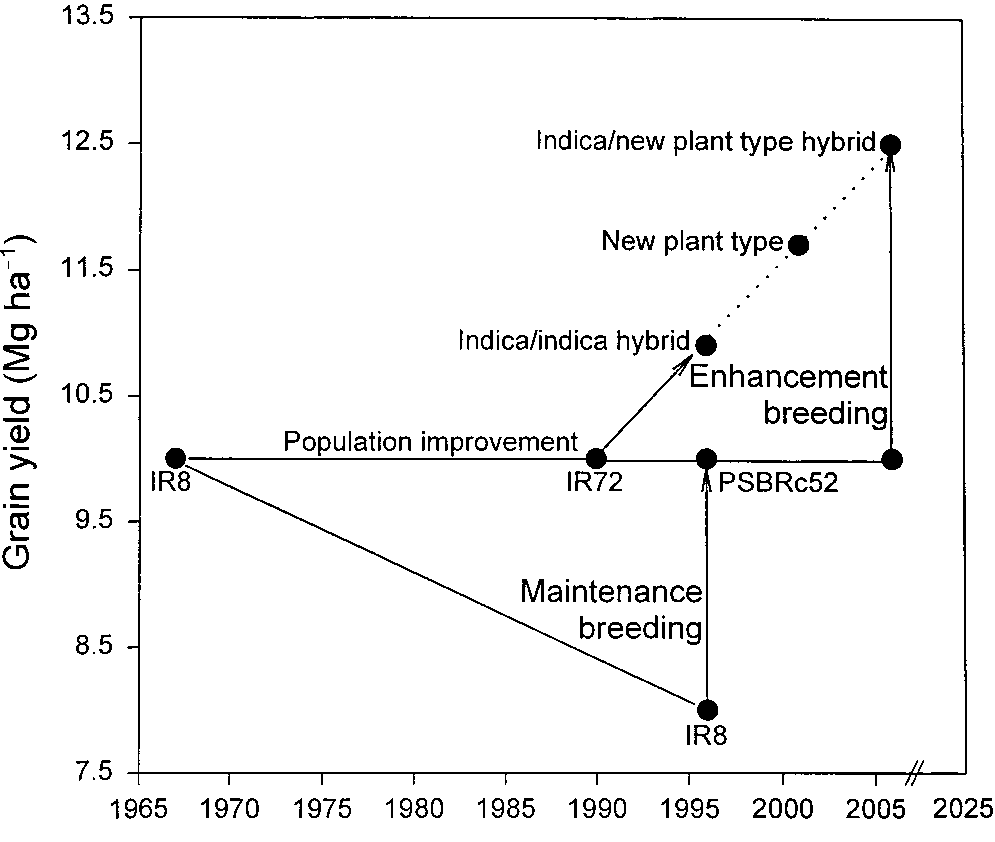 13.5
12.5
11.5
10.5
9.5
8.5
7.5
Grain yield (Mg ha⁻¹)
Indica/new plant type hybrid
New plant type
Indica/indica hybrid
Enhancement
breeding
Population improvement
IR8
IR72
PSBRc52
Maintenance
breeding
IR8
1965 1970 1975 1980 1985 1990 1995 2000 2005 2025